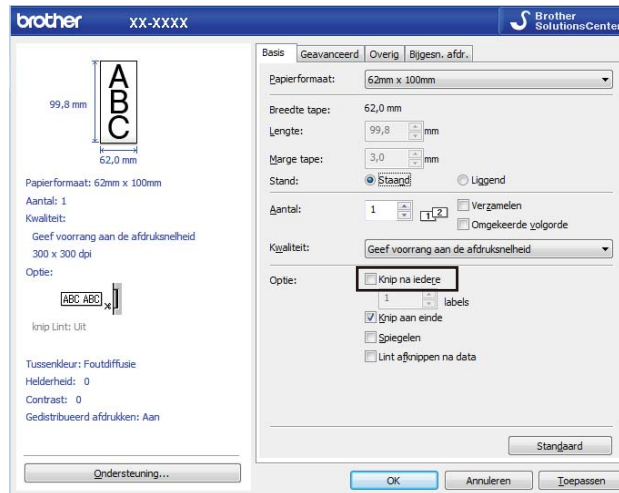 brother XX-XXXX Brother
SolutionsCenter
Basis Geavanceerd Overig Bijgesn. afdr.
A
B
C
99,8 mm
62,0 mm
Papierformaat: 62mm x 100mm
Aantal: 1
Kwaliteit:
Geef voorrang aan de afdruksnelheid
300 x 300 dpi
Optie:
ABC ABC
knip Lint: Uit
Tussenkleur: Foutdiffusie
Helderheid: 0
Contrast: 0
Gedistribueerd afdrukken: Aan
Ondersteuning...
Papierformaat: 62mm x 100mm
Breedte tape: 62,0 mm
Lengte: 99,8 mm
Marge tape: 3,0 mm
Stand: Staand Liggend
Aantal: 1 1 2 Verzamelen
Omgekeerde volgorde
Kwaliteit: Geef voorrang aan de afdruksnelheid
Optie: Knip na iedere
1 labels
Knip aan einde
Spiegelen
Lint afknippen na data
Standaard
OK Annuleren Toepassen